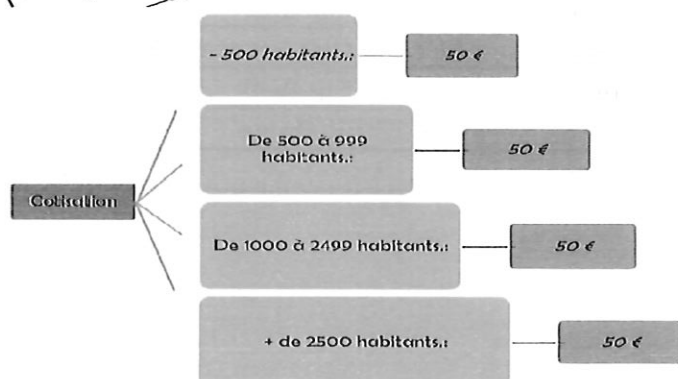 - 500 habitants.:
50 €
De 500 à 999
habitants.:
50 €
Cotisation
De 1000 à 2499 habitants.:
50 €
+ de 2500 habitants.:
50 €